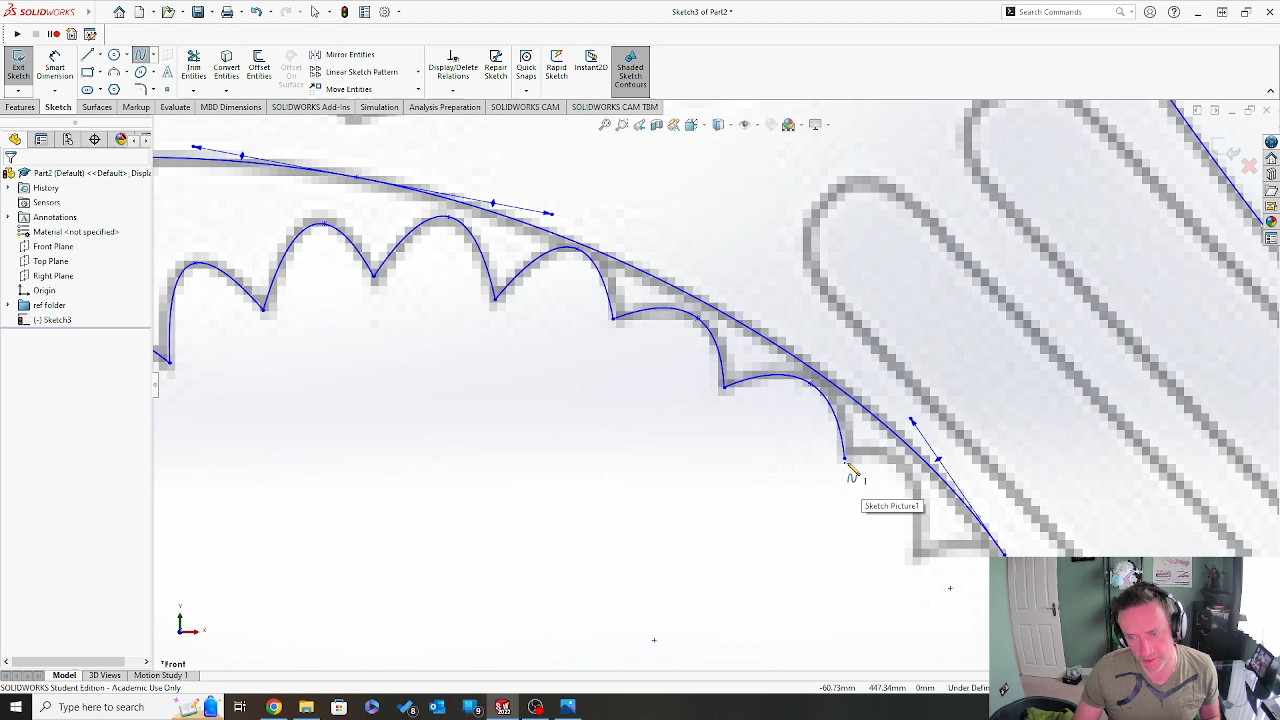 SOLIDWORKS
Sketch3 of Part2 *
Search Commands
Exit Sketch
Smart Dimension
Trim Entities
Convert Entities
Offset Entities
Offset On Surface
Mirror Entities
Linear Sketch Pattern
Move Entities
Display/Delete Relations
Repair Sketch
Quick Snaps
Rapid Sketch
Instant2D
Shaded Sketch Contours
Features
Sketch
Surfaces
Markup
Evaluate
MBD Dimensions
SOLIDWORKS Add-Ins
Simulation
Analysis Preparation
SOLIDWORKS CAM
SOLIDWORKS CAM TBM
Part2 (Default) <<Default>_Displa
History
Sensors
Annotations
Material <not specified>
Front Plane
Top Plane
Right Plane
Origin
ref folder
(-) Sketch3
Sketch Picture1
Y
X
*Front
Model
3D Views
Motion Study 1
SOLIDWORKS Student Edition - Academic Use Only
-60.73mm
447.34mm
0mm
Under Defin
Type here to search